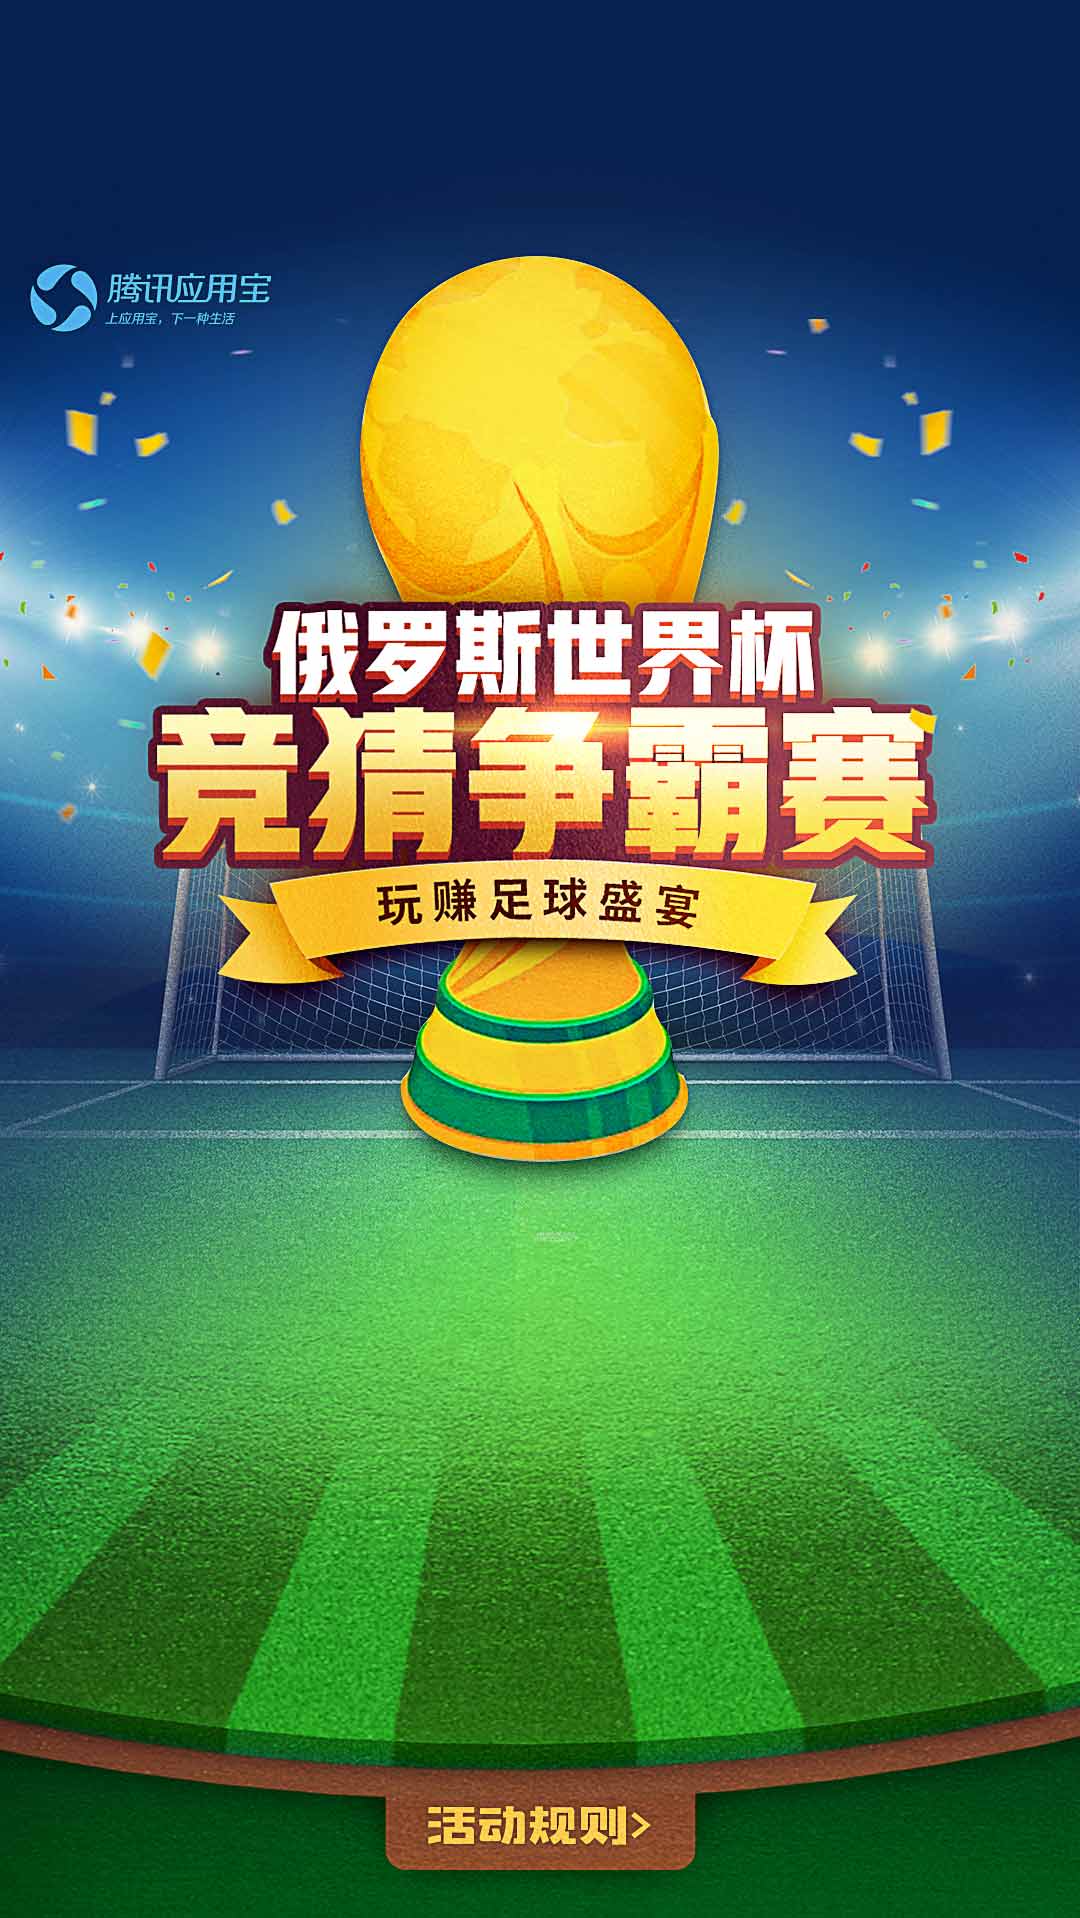 腾讯应用宝
上应用宝，下一种生活
俄罗斯世界杯
竞猜争霸赛
玩赚足球盛宴
活动规则>